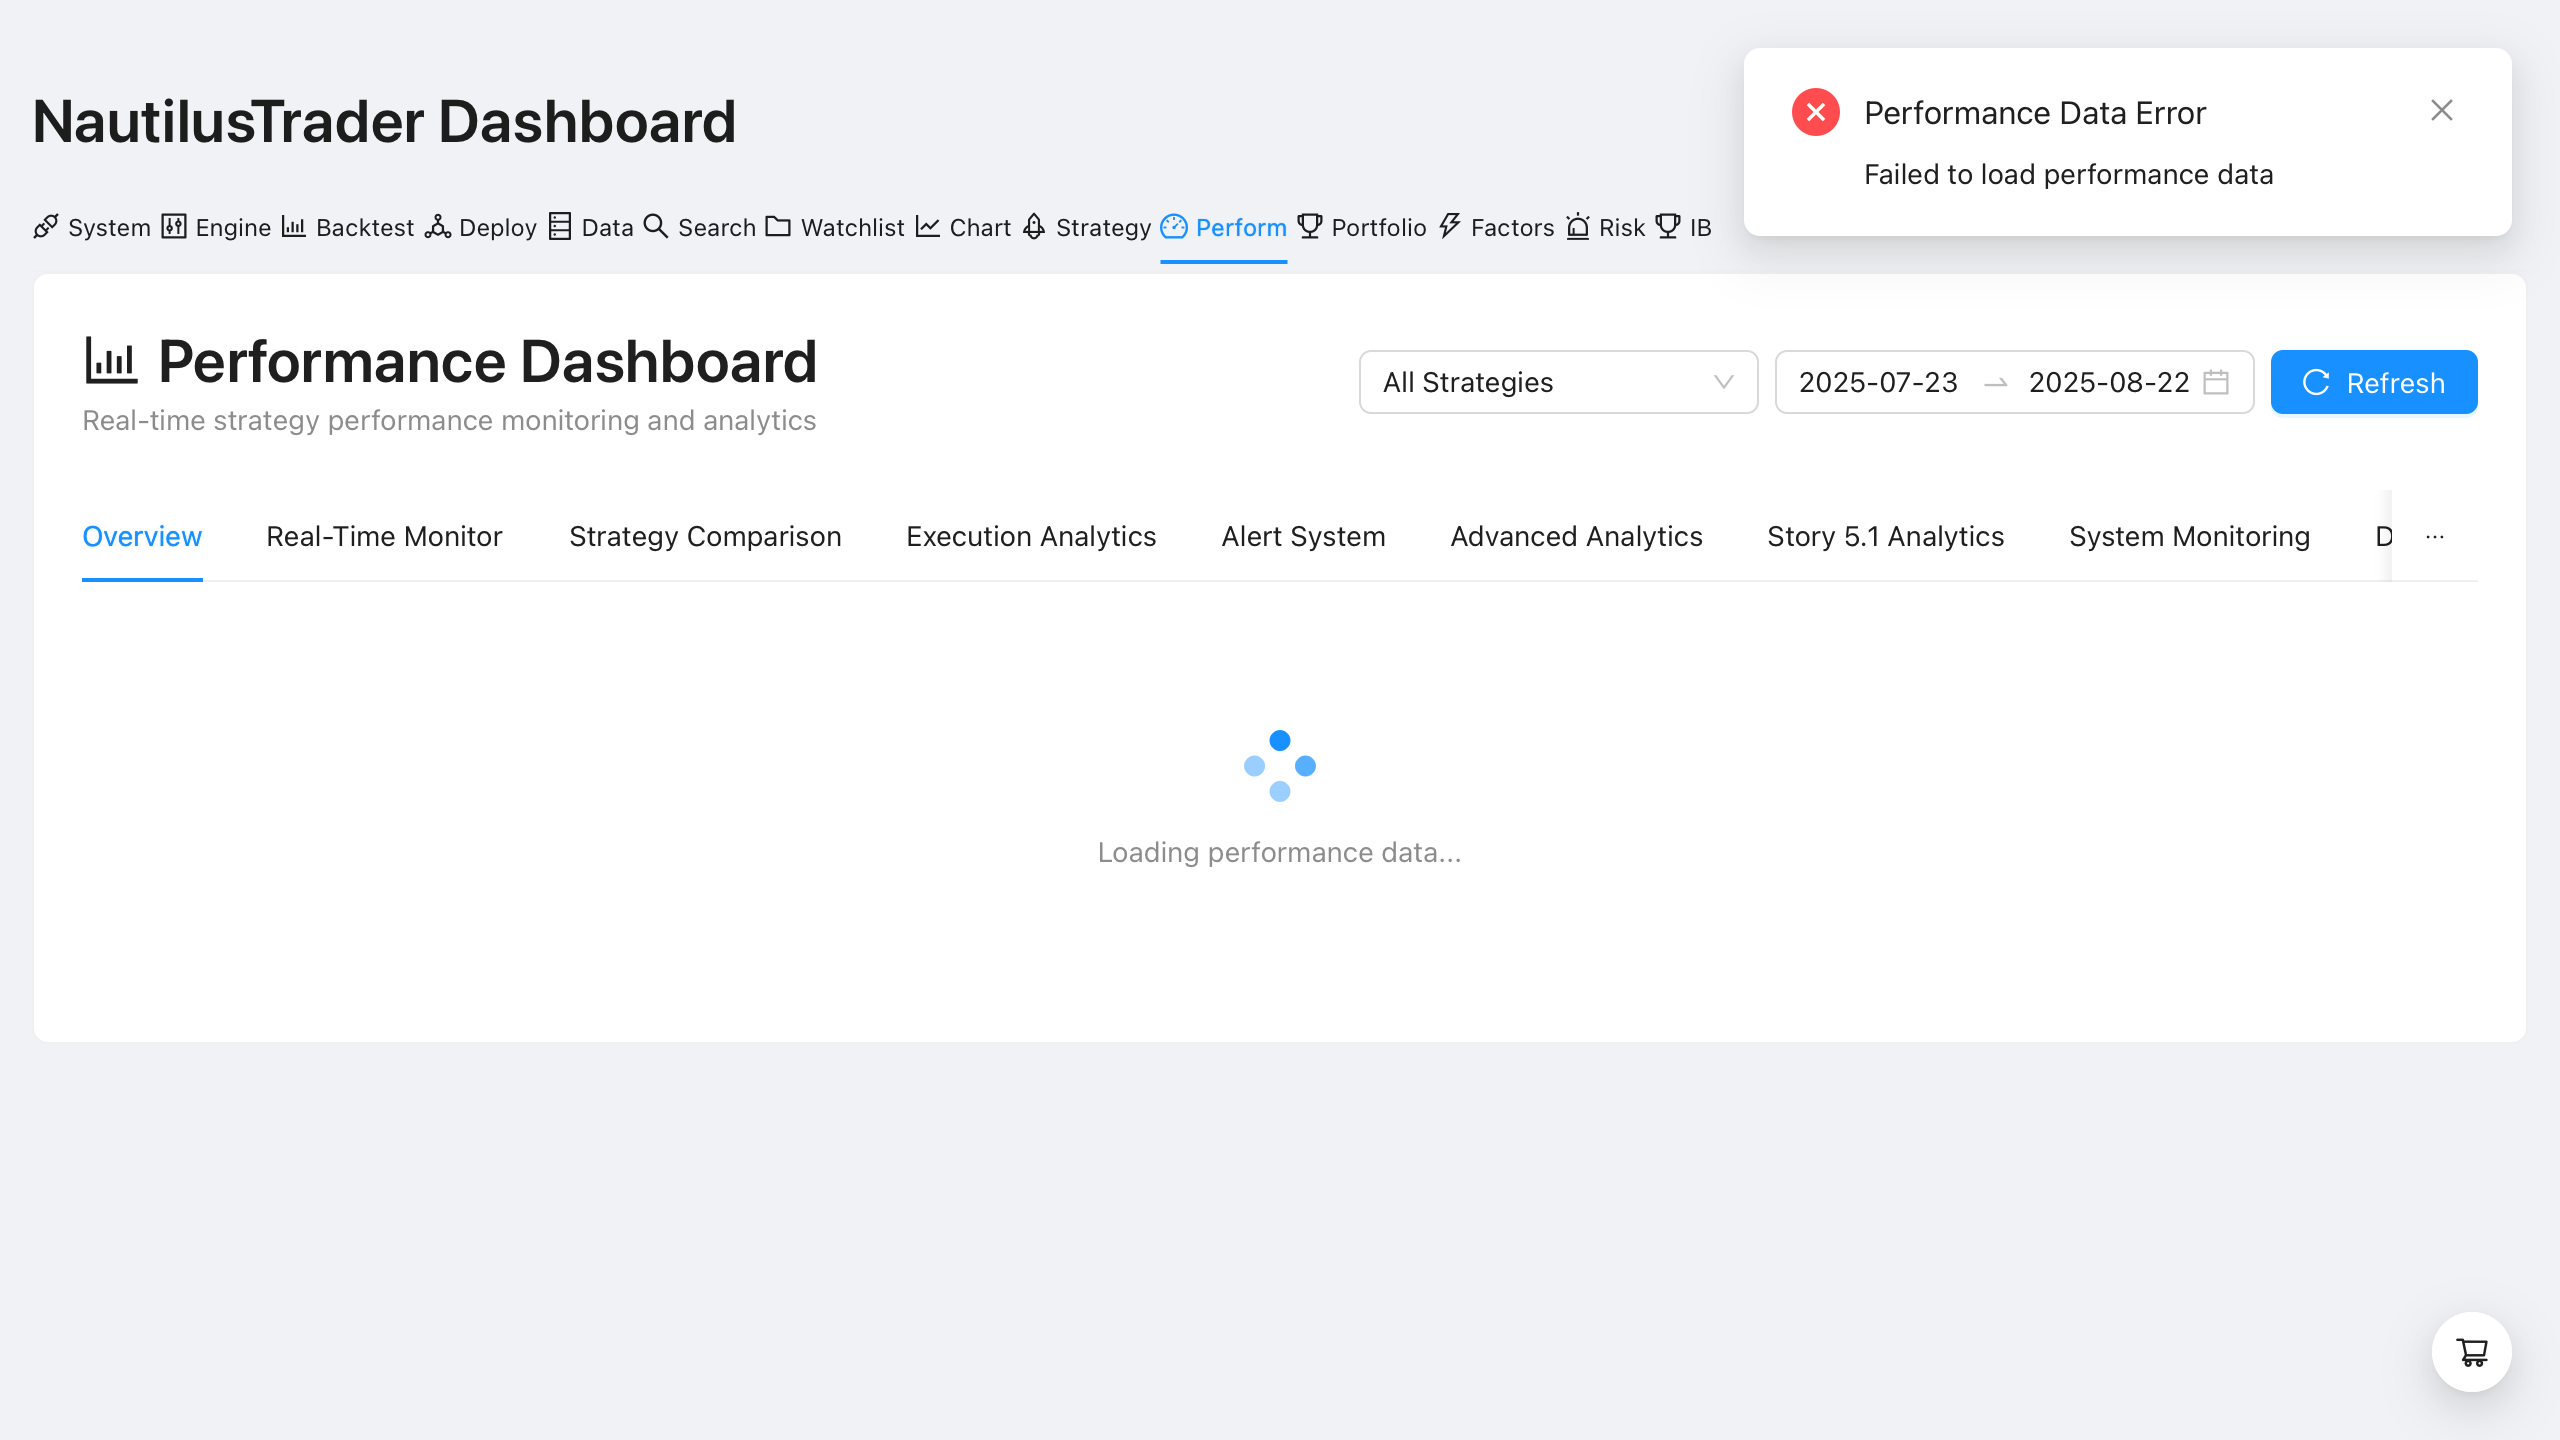 NautilusTrader Dashboard
Performance Data Error
Failed to load performance data
System Engine Backtest Deploy Data Search Watchlist Chart Strategy Perform Portfolio Factors Risk IB
Performance Dashboard
Real-time strategy performance monitoring and analytics
All Strategies
2025-07-23 → 2025-08-22
Refresh
Overview Real-Time Monitor Strategy Comparison Execution Analytics Alert System Advanced Analytics Story 5.1 Analytics System Monitoring D ...
Loading performance data...